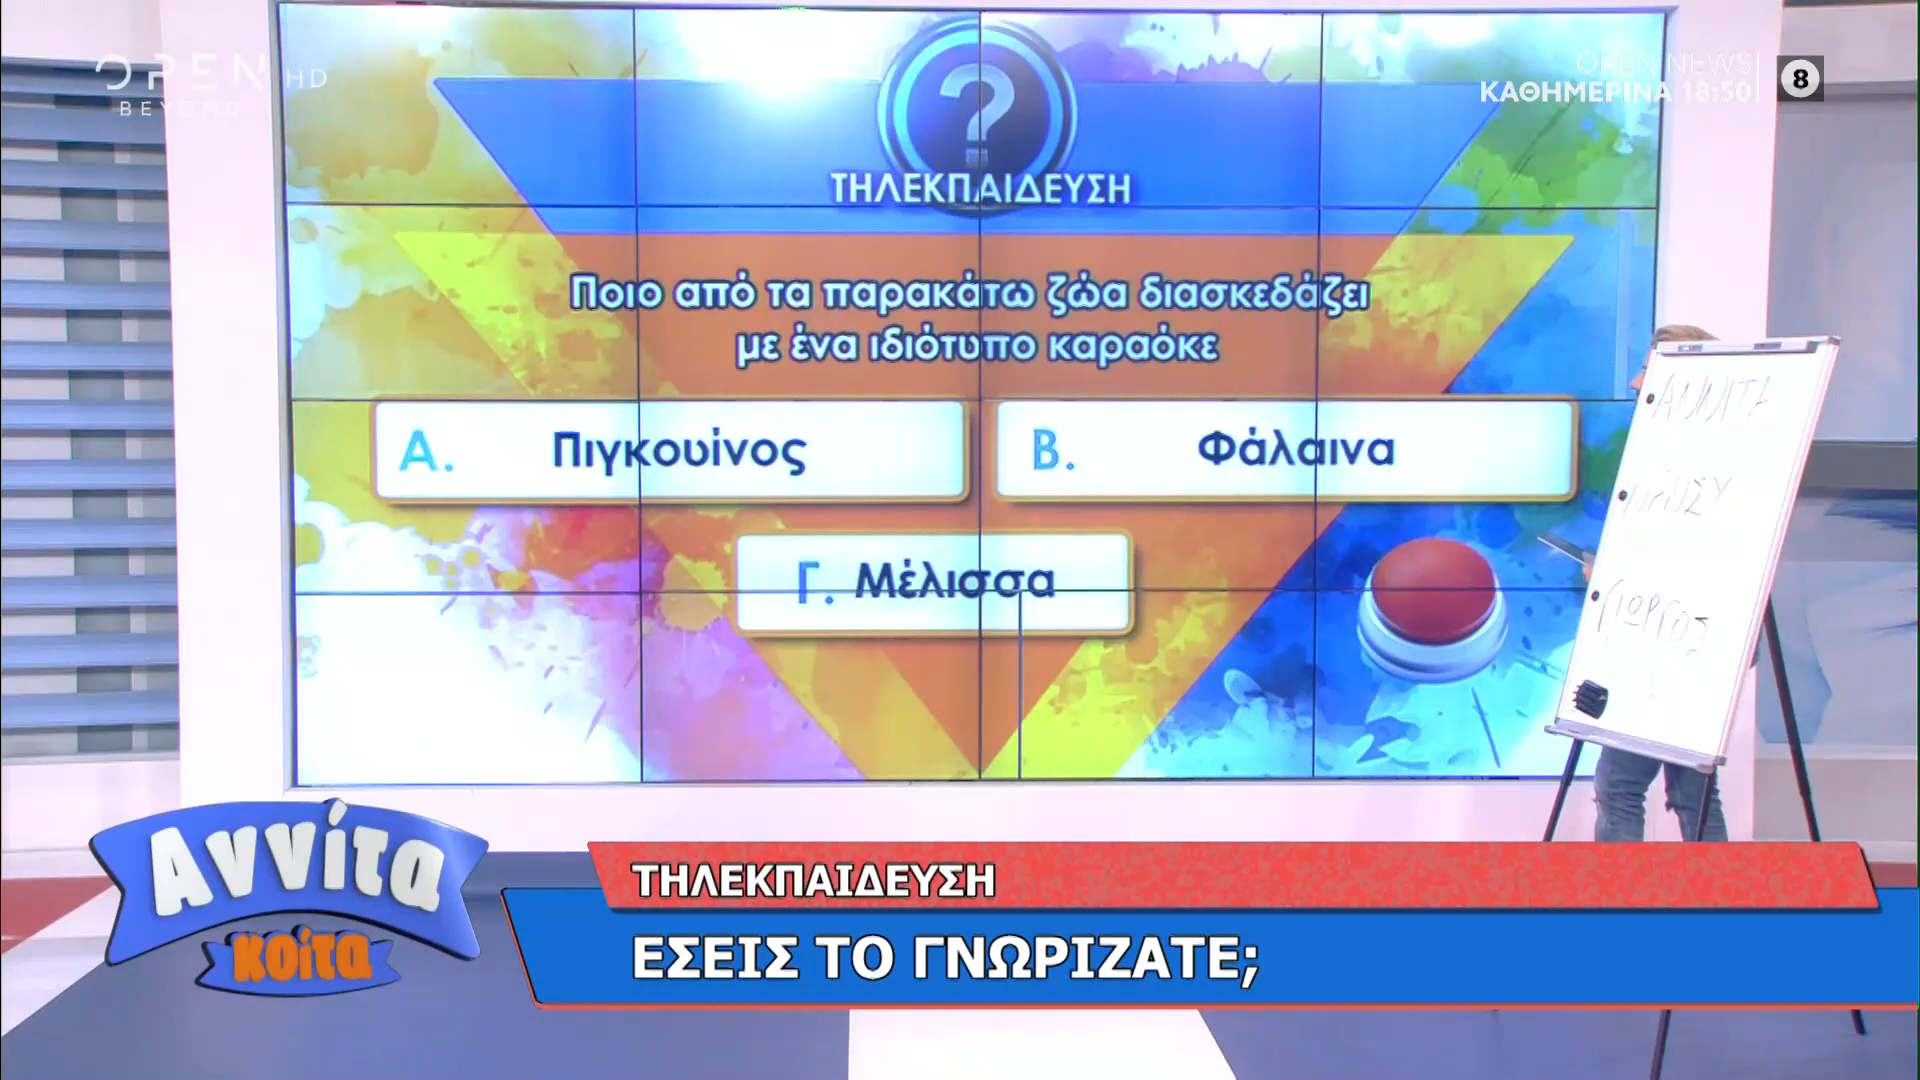 OPEN HD
BEYOND
OPEN NEWS
ΚΑΘΗΜΕΡΙΝΑ 18:50
8
ΤΗΛΕΚΠΑΙΔΕΥΣΗ
Ποιο από τα παρακάτω ζώα διασκεδάζει
με ένα ιδιότυπο καραόκε
Α. Πιγκουίνος
Β. Φάλαινα
Γ. Μέλισσα
ΑΝΝΙΤΑ
ΓΙΩΡΓΟΣ
Αννίτα
κοίτα
ΤΗΛΕΚΠΑΙΔΕΥΣΗ
ΕΣΕΙΣ ΤΟ ΓΝΩΡΙΖΑΤΕ;